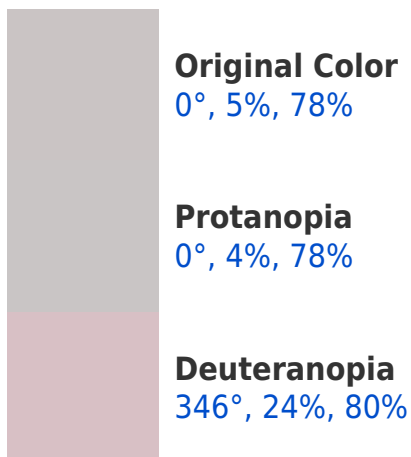 Original Color
0°, 5%, 78%
Protanopia
0°, 4%, 78%
Deuteranopia
346°, 24%, 80%